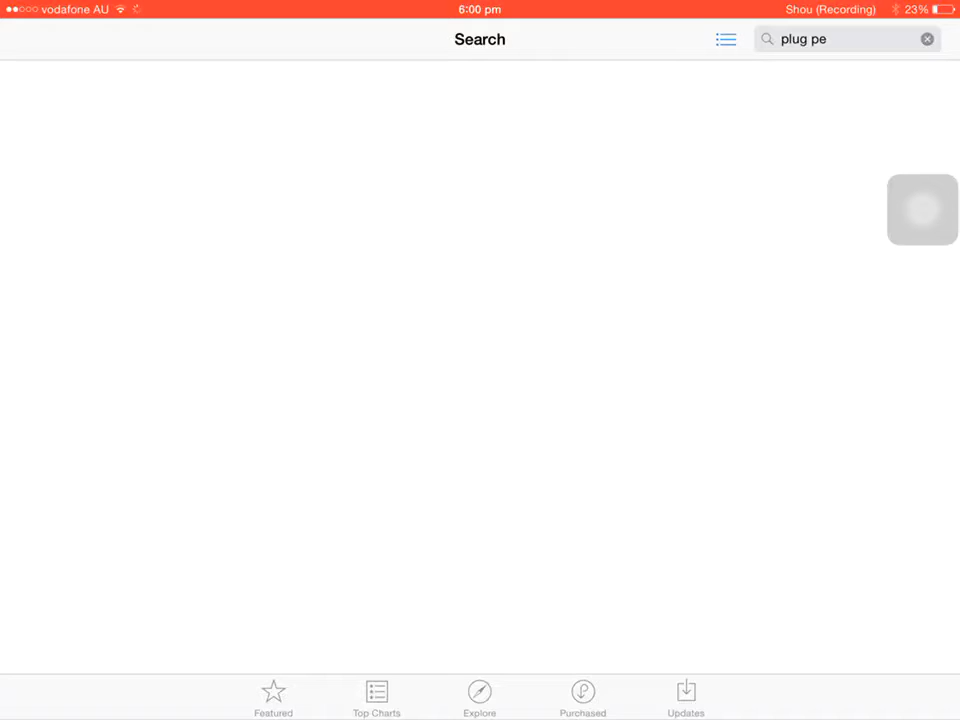 vodafone AU 6:00 pm Shou (Recording) 23%
Search plug pe
Featured Top Charts Explore Purchased Updates